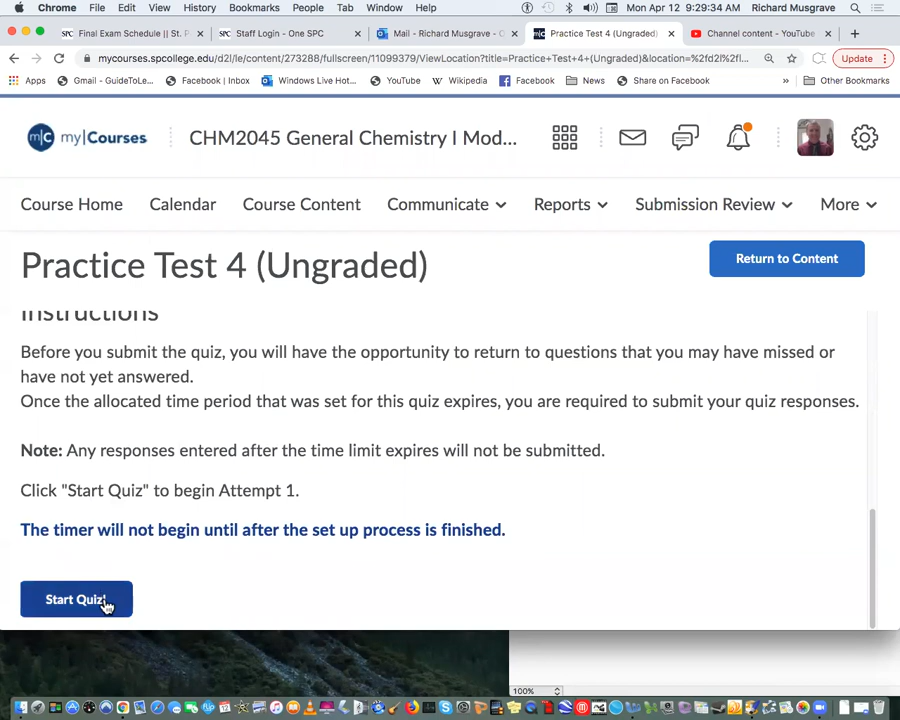 Chrome File Edit View History Bookmarks People Tab Window Help Mon Apr 12 9:29:34 AM Richard Musgrave
Final Exam Schedule || St. P Staff Login - One SPC Mail - Richard Musgrave - O Practice Test 4 (Ungraded) Channel content - YouTube
mycourses.spcollege.edu/d2l/le/content/273288/fullscreen/11099379/ViewLocation?title=Practice+Test+4+(Ungraded)&location=%2fd2l%2fl... Update
Apps Gmail - GuideToLe... Facebook | Inbox Windows Live Hot... YouTube Wikipedia Facebook News Share on Facebook » Other Bookmarks
m|c my|Courses CHM2045 General Chemistry I Mod...
Course Home Calendar Course Content Communicate Reports Submission Review More
Practice Test 4 (Ungraded) Return to Content
Instructions
Before you submit the quiz, you will have the opportunity to return to questions that you may have missed or
have not yet answered.
Once the allocated time period that was set for this quiz expires, you are required to submit your quiz responses.
Note: Any responses entered after the time limit expires will not be submitted.
Click "Start Quiz" to begin Attempt 1.
The timer will not begin until after the set up process is finished.
Start Quiz!
100%